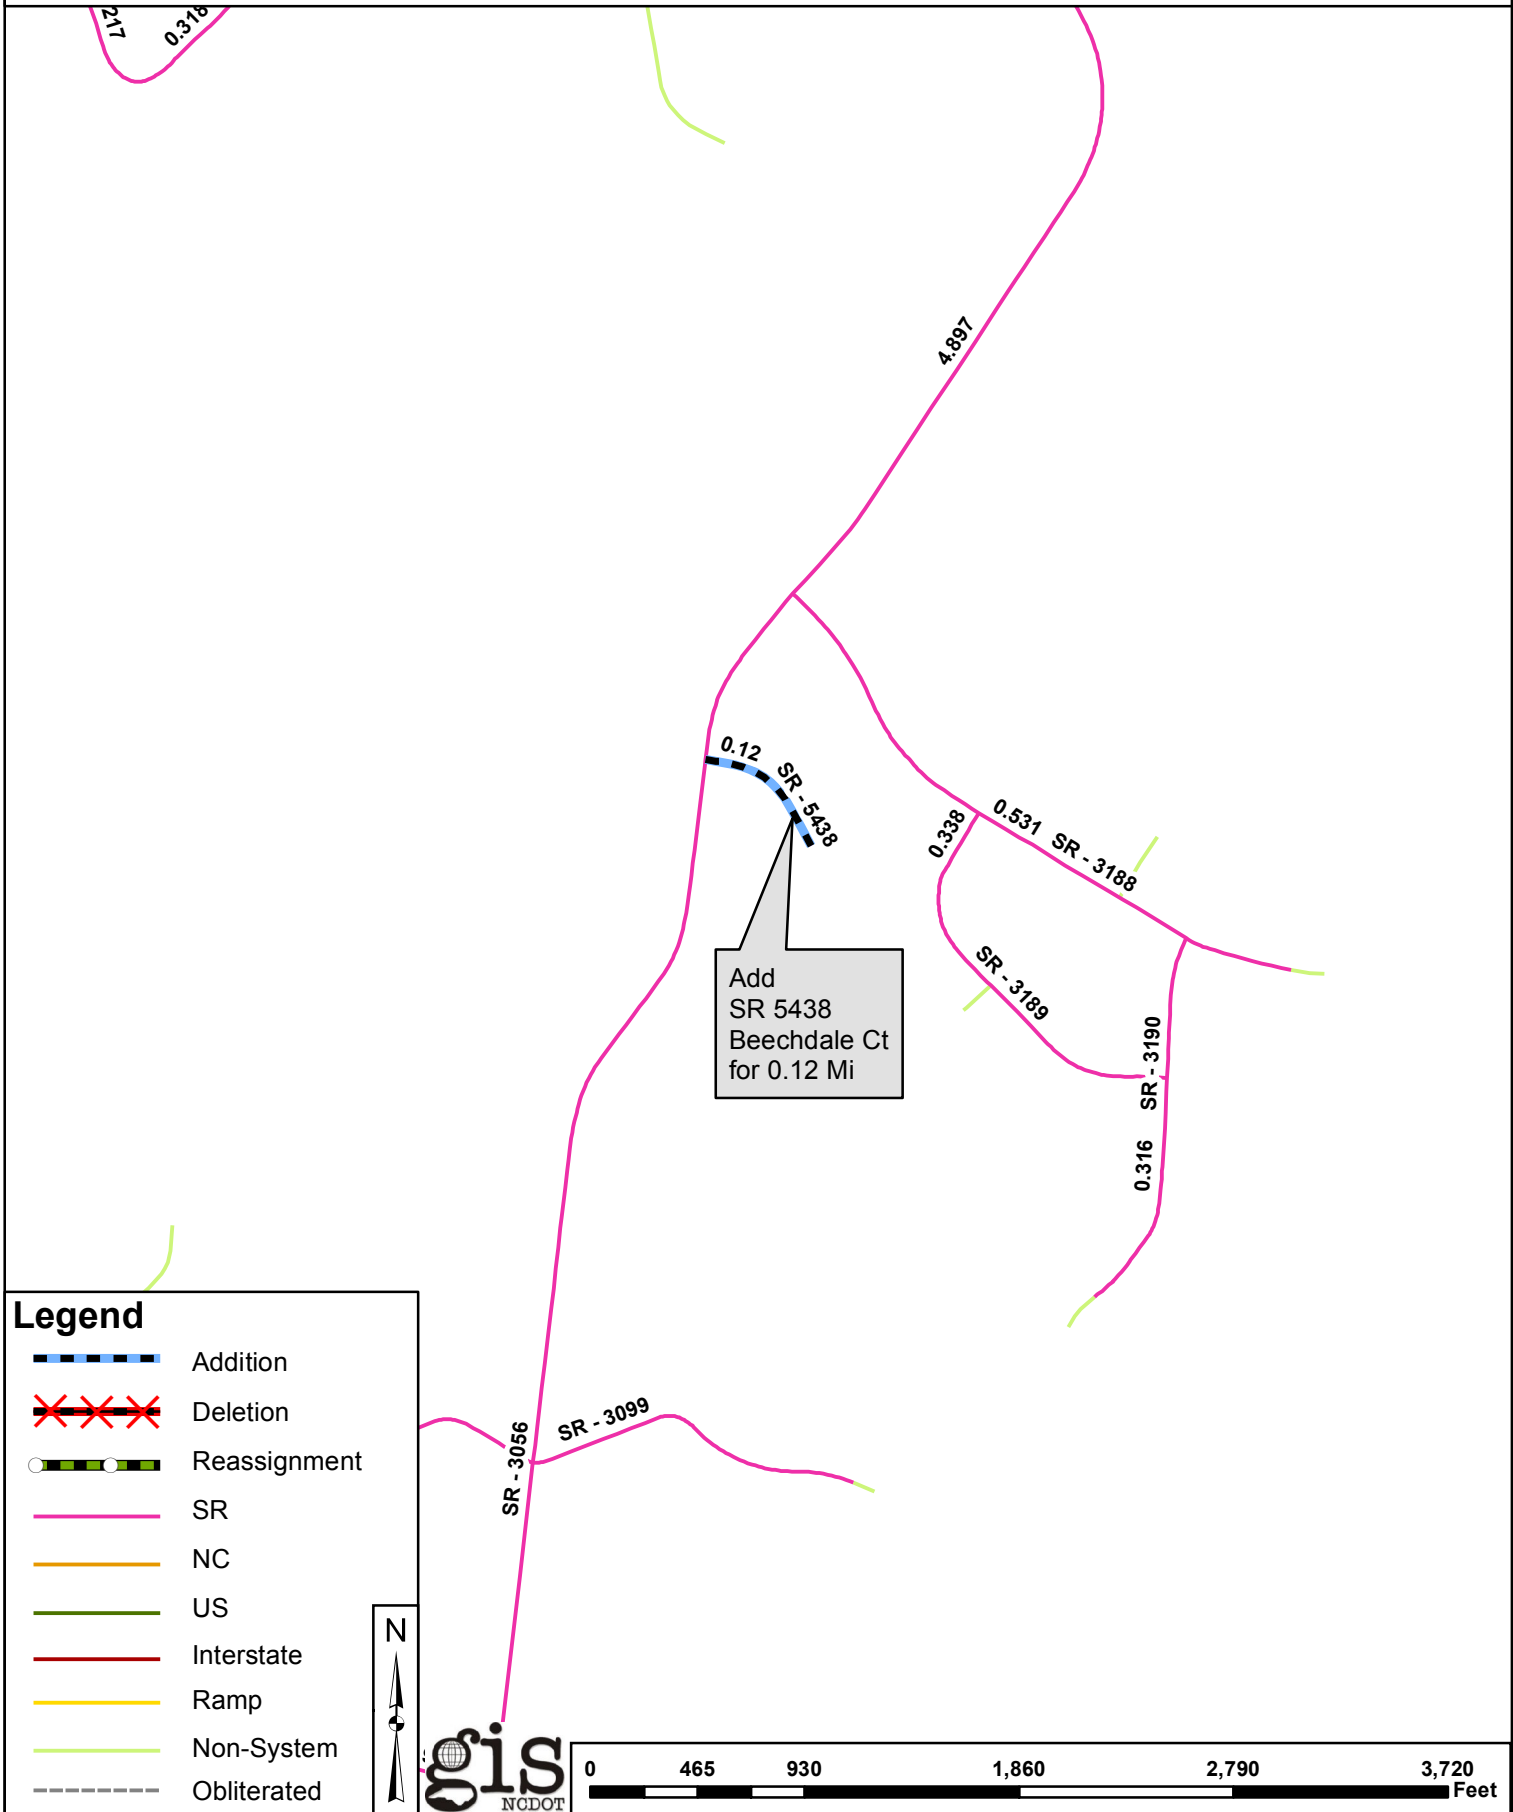 217
0.318
4.897
0.12
SR - 5438
0.338
0.531
SR - 3188
SR - 3189
SR - 3190
0.316
Add
SR 5438
Beechdale Ct
for 0.12 Mi
SR - 3099
SR - 3056
Legend
Addition
Deletion
Reassignment
SR
NC
US
Interstate
Ramp
Non-System
Obliterated
N
gis
NCDOT
0 465 930 1,860 2,790 3,720
Feet